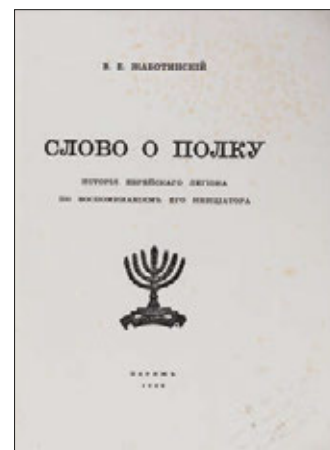 В. Е. ЖАБОТИНСКІЙ
СЛОВО О ПОЛКУ
ИСТОРІЯ ЕВРЕЙСКАГО ЛЕГІОНА
ПО ВОСПОМИНАНІЯМЪ ЕГО ИНИЦІАТОРА
ПАРИЖЪ